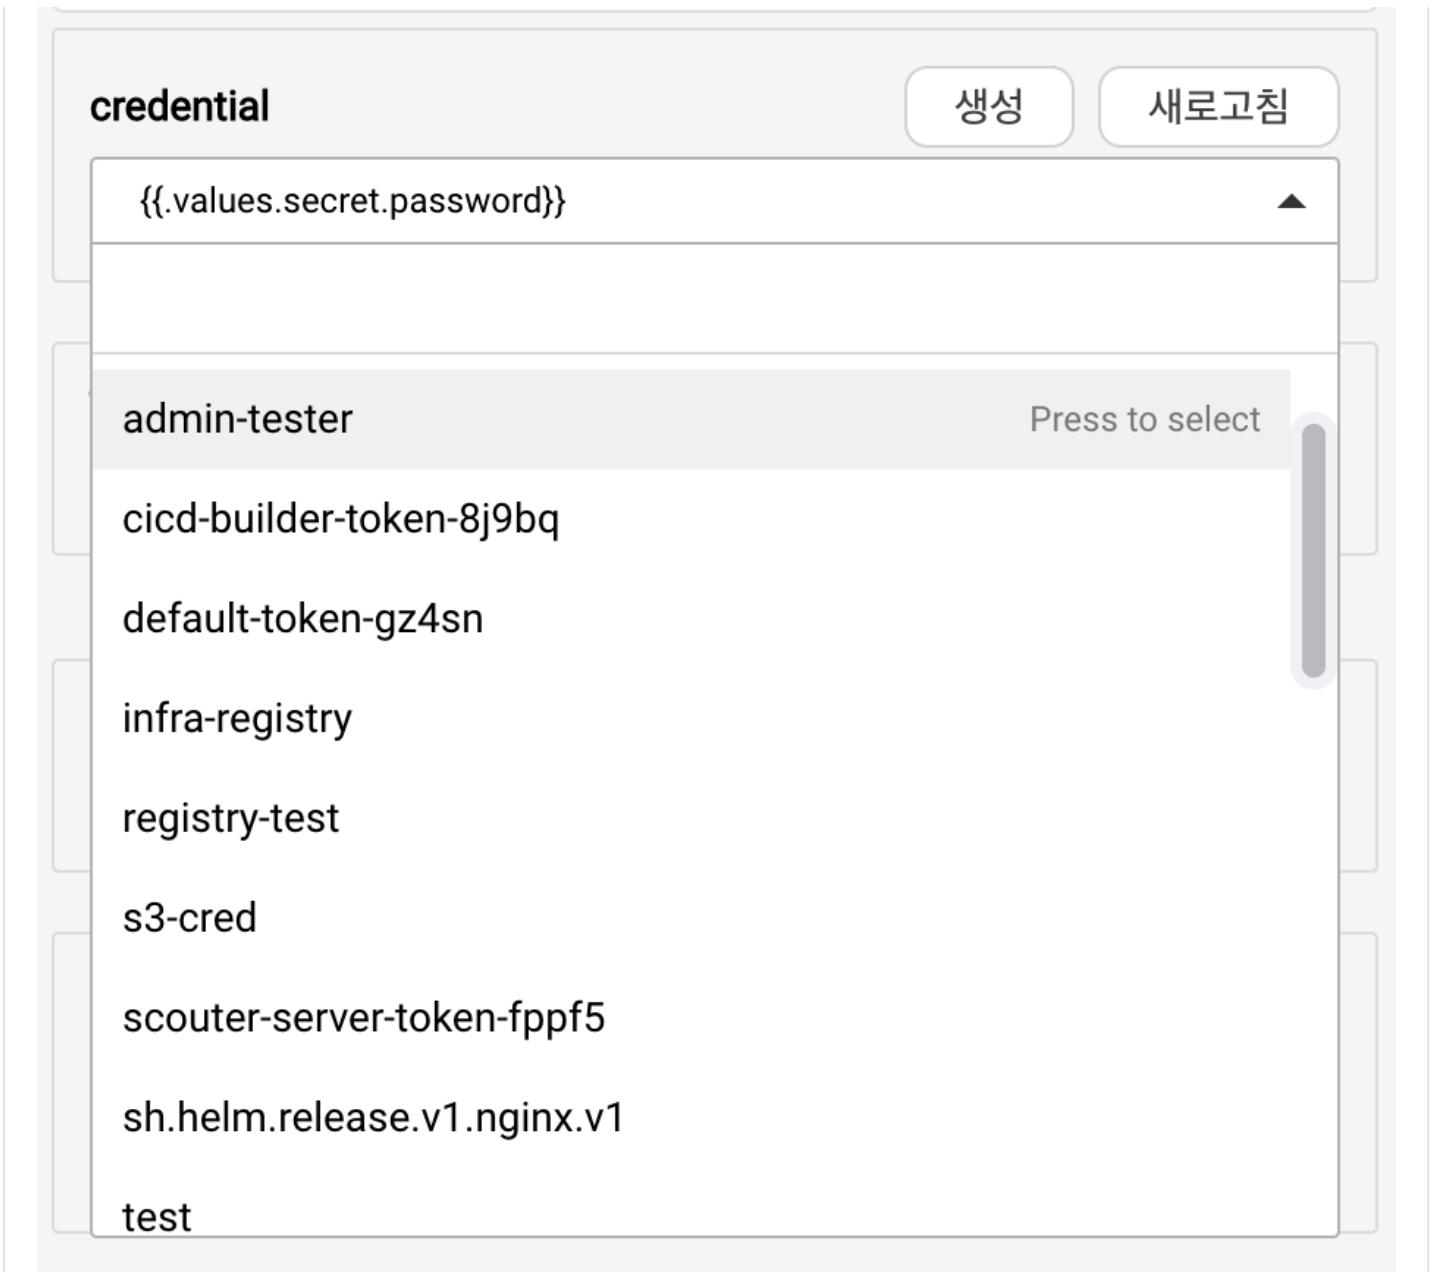 credential
생성
새로고침
{{.values.secret.password}}
admin-tester
Press to select
cicd-builder-token-8j9bq
default-token-gz4sn
infra-registry
registry-test
s3-cred
scouter-server-token-fppf5
sh.helm.release.v1.nginx.v1
test